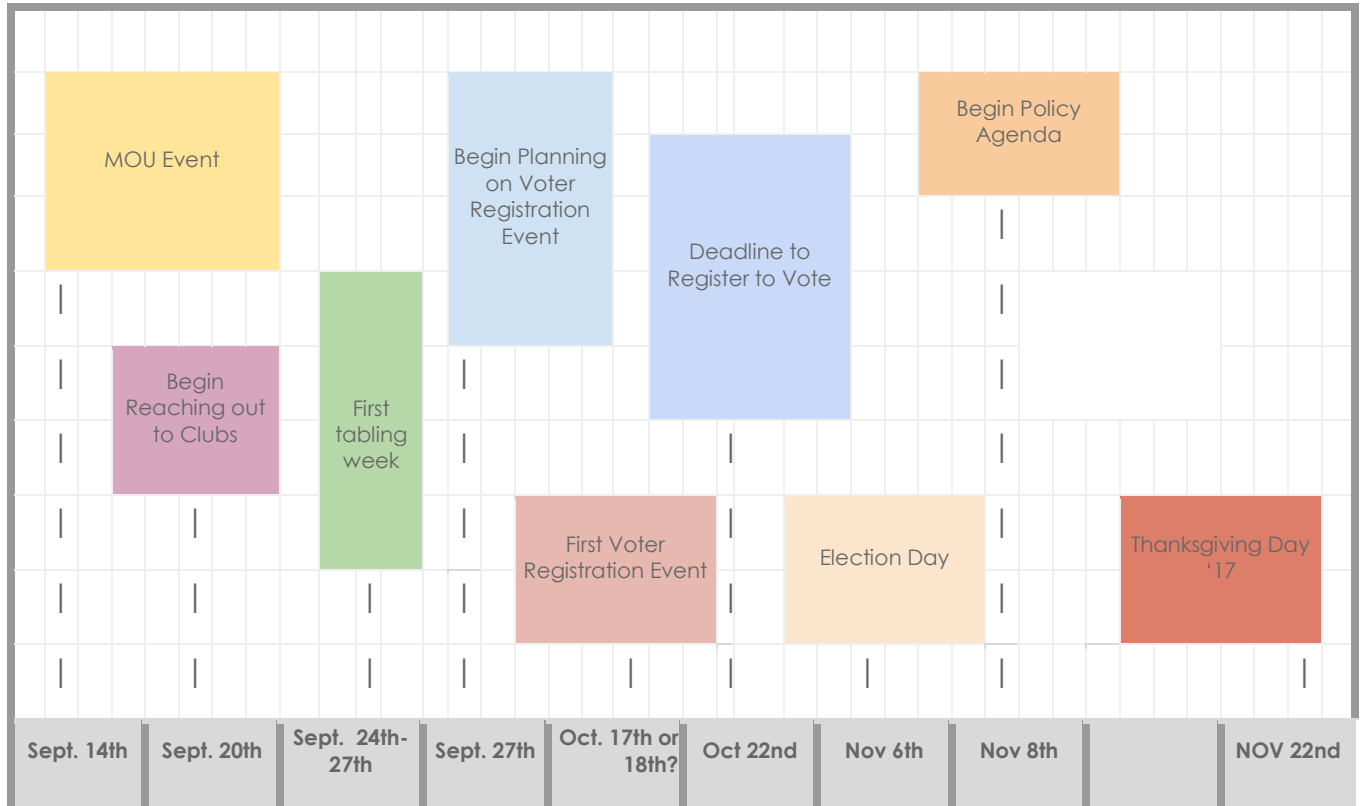 MOU Event
Begin Planning
on Voter
Registration
Event
Begin Policy
Agenda
Deadline to
Register to Vote
Begin
Reaching out
to Clubs
First
tabling
week
First Voter
Registration Event
Election Day
Thanksgiving Day
‘17
Sept. 14th
Sept. 20th
Sept. 24th-
27th
Sept. 27th
Oct. 17th or
18th?
Oct 22nd
Nov 6th
Nov 8th
NOV 22nd